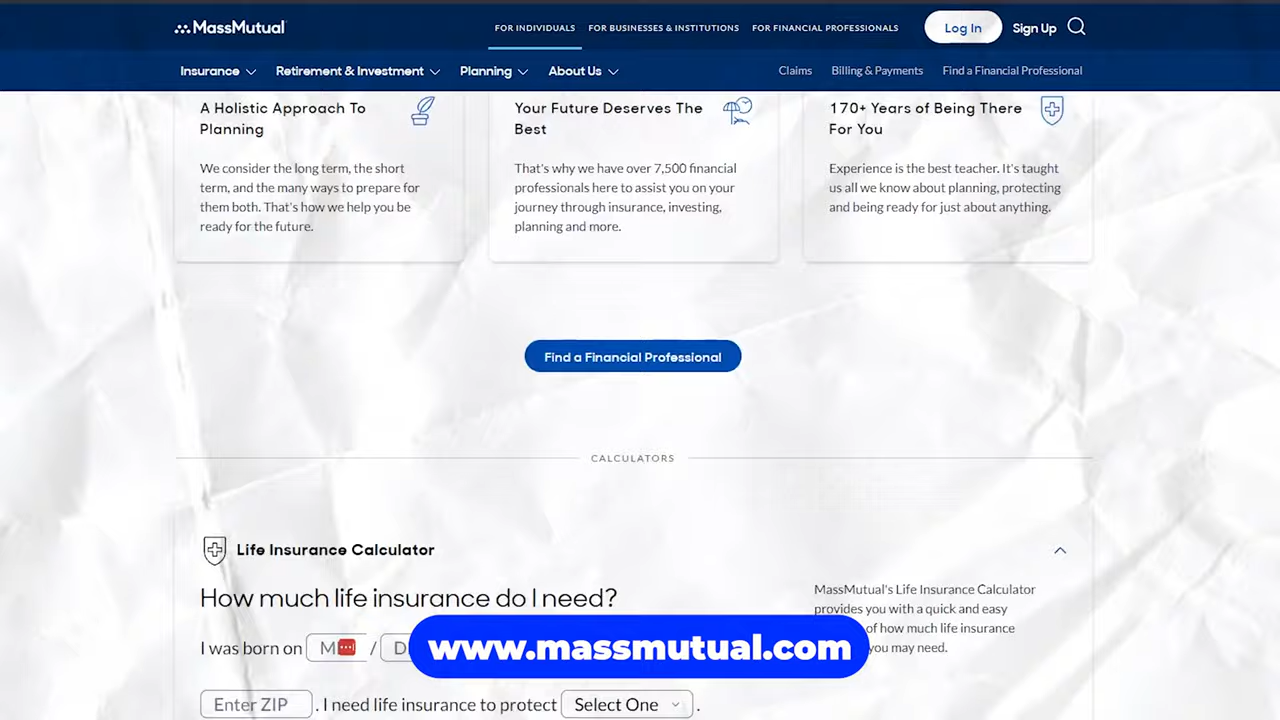 MassMutual
FOR INDIVIDUALS FOR BUSINESSES & INSTITUTIONS FOR FINANCIAL PROFESSIONALS
Log In
Sign Up
Insurance Retirement & Investment Planning About Us
Claims Billing & Payments Find a Financial Professional
A Holistic Approach To
Planning
We consider the long term, the short
term, and the many ways to prepare for
them both. That's how we help you be
ready for the future.
Your Future Deserves The
Best
That's why we have over 7,500 financial
professionals here to assist you on your
journey through insurance, investing,
planning and more.
170+ Years of Being There
For You
Experience is the best teacher. It's taught
us all we know about planning, protecting
and being ready for just about anything.
Find a Financial Professional
CALCULATORS
Life Insurance Calculator
How much life insurance do I need?
I was born on M / D
Enter ZIP . I need life insurance to protect Select One .
MassMutual's Life Insurance Calculator
provides you with a quick and easy
of how much life insurance
you may need.
www.massmutual.com